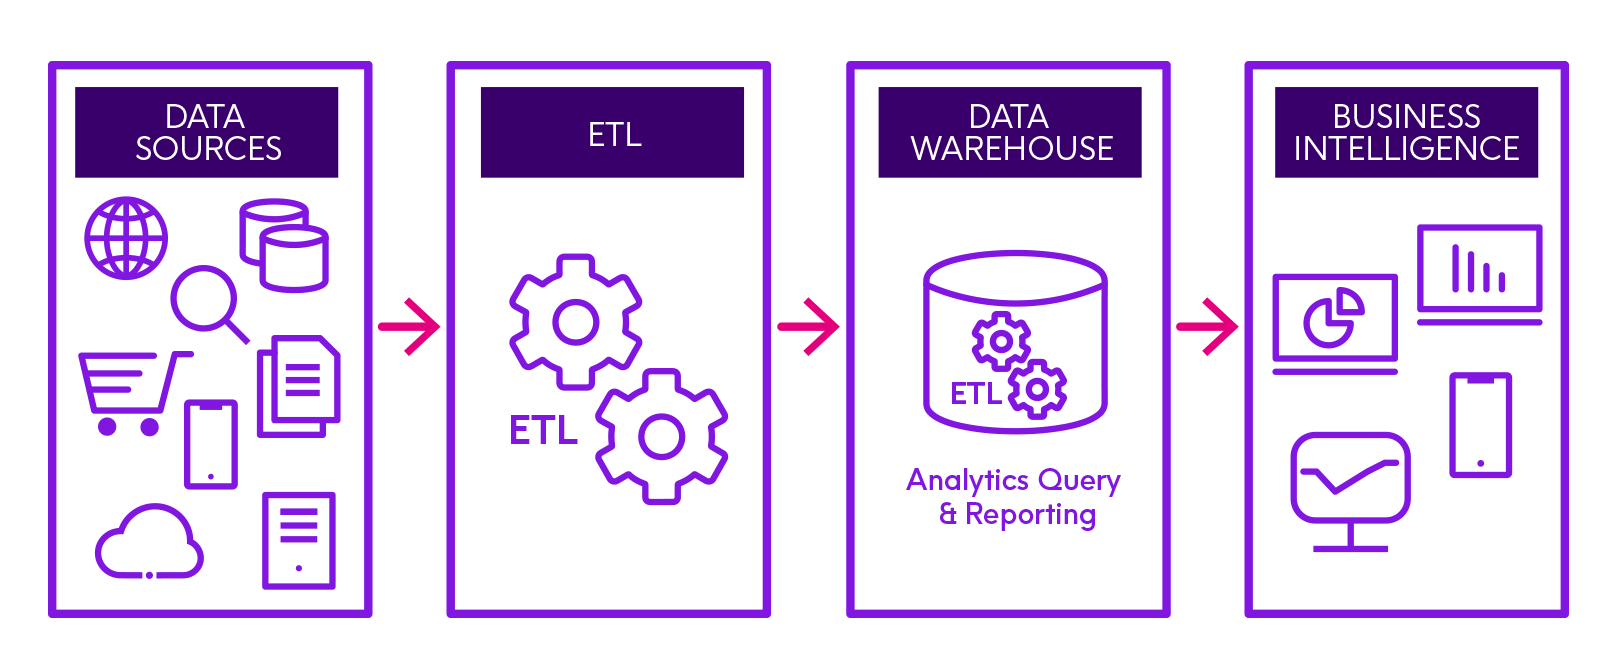 DATA
SOURCES
ETL
ETL
DATA
WAREHOUSE
ETL
Analytics Query
& Reporting
BUSINESS
INTELLIGENCE